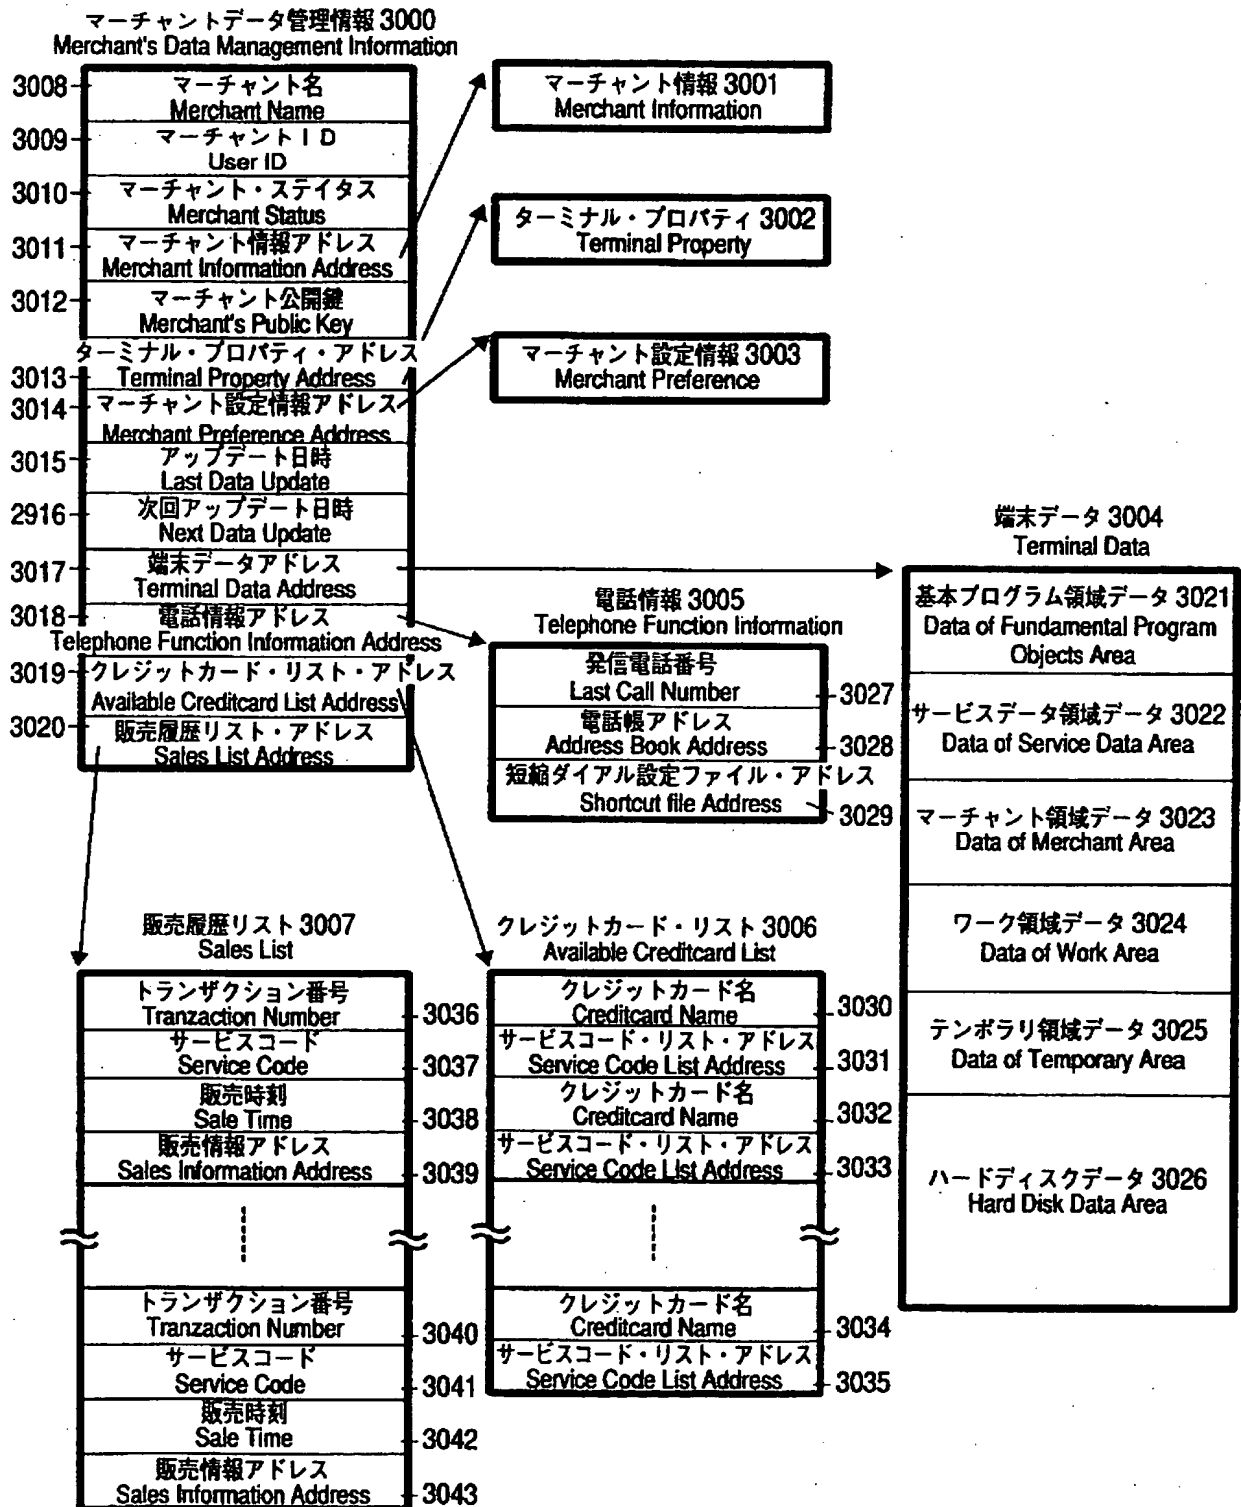 マーチャントデータ管理情報 3000
Merchant's Data Management Information
3008
マーチャント名
Merchant Name
3009
マーチャントID
User ID
3010
マーチャント・ステイタス
Merchant Status
3011
マーチャント情報アドレス
Merchant Information Address
3012
マーチャント公開鍵
Merchant's Public Key
ターミナル・プロパティ・アドレス
3013
Terminal Property Address
3014
マーチャント設定情報アドレス
Merchant Preference Address
3015
アップデート日時
Last Data Update
2916
次回アップデート日時
Next Data Update
3017
端末データアドレス
Terminal Data Address
3018
電話情報アドレス
Telephone Function Information Address
3019
クレジットカード・リスト・アドレス
Available Creditcard List Address
3020
販売履歴リスト・アドレス
Sales List Address
マーチャント情報 3001
Merchant Information
ターミナル・プロパティ 3002
Terminal Property
マーチャント設定情報 3003
Merchant Preference
端末データ 3004
Terminal Data
基本プログラム領域データ 3021
Data of Fundamental Program
Objects Area
サービスデータ領域データ 3022
Data of Service Data Area
マーチャント領域データ 3023
Data of Merchant Area
ワーク領域データ 3024
Data of Work Area
テンポラリ領域データ 3025
Data of Temporary Area
ハードディスクデータ 3026
Hard Disk Data Area
電話情報 3005
Telephone Function Information
発信電話番号
Last Call Number
3027
電話帳アドレス
Address Book Address
3028
短縮ダイアル設定ファイル・アドレス
Shortcut file Address
3029
販売履歴リスト 3007
Sales List
トランザクション番号
Tranzaction Number
3036
サービスコード
Service Code
3037
販売時刻
Sale Time
3038
販売情報アドレス
Sales Information Address
3039
トランザクション番号
Tranzaction Number
3040
サービスコード
Service Code
3041
販売時刻
Sale Time
3042
販売情報アドレス
Sales Information Address
3043
クレジットカード・リスト 3006
Available Creditcard List
クレジットカード名
Creditcard Name
3030
サービスコード・リスト・アドレス
Service Code List Address
3031
クレジットカード名
Creditcard Name
3032
サービスコード・リスト・アドレス
Service Code List Address
3033
クレジットカード名
Creditcard Name
3034
サービスコード・リスト・アドレス
Service Code List Address
3035